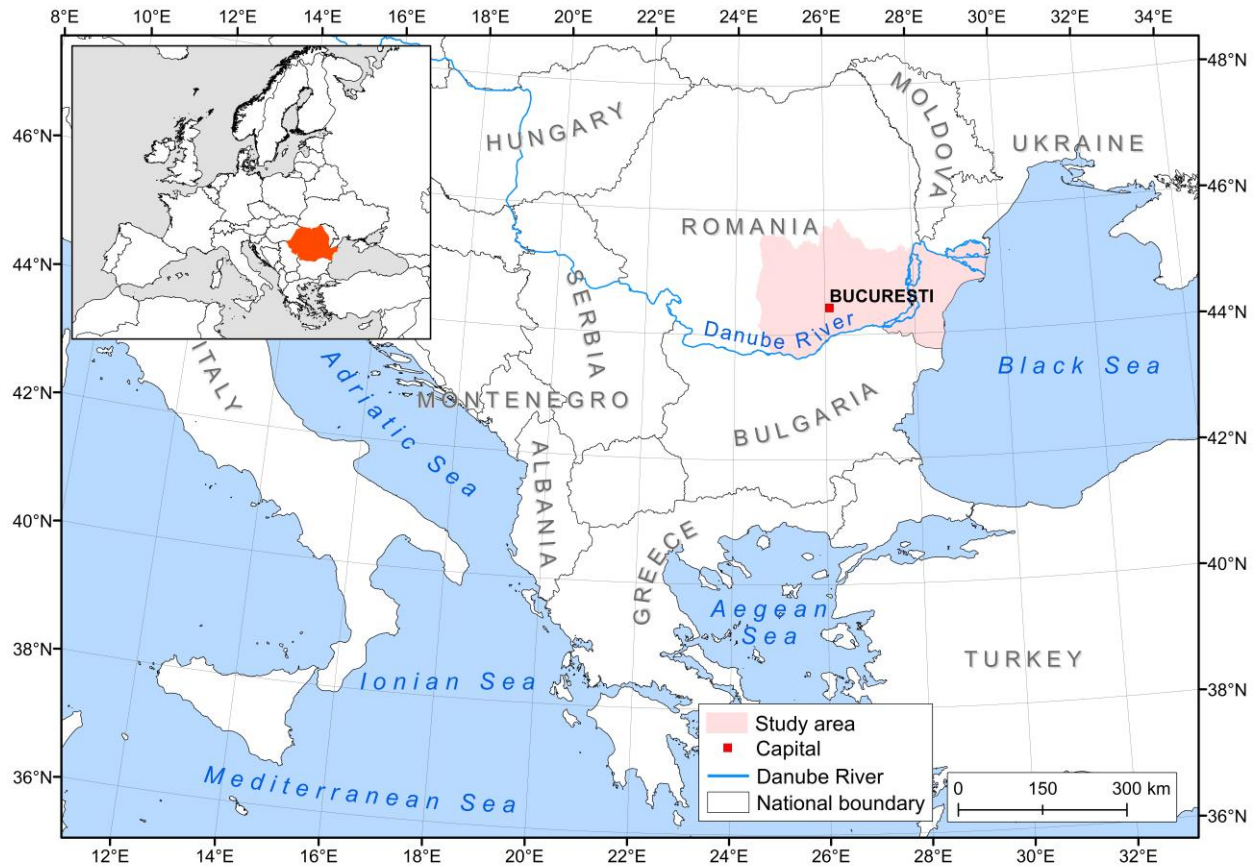 8°E 10°E 12°E 14°E 16°E 18°E 20°E 22°E 24°E 26°E 28°E 30°E 32°E 34°E
48°N
46°N
46°N
44°N
44°N
42°N
42°N
40°N
40°N
38°N
38°N
36°N
36°N
HUNGARY
MOLDOVA
UKRAINE
ROMANIA
BUCUREȘTI
SERBIA
Danube River
Black Sea
ITALY
Adriatic Sea
MONTENEGRO
BULGARIA
ALBANIA
GREECE
Aegean
Sea
TURKEY
Ionian Sea
Mediterranean Sea
Study area
Capital
Danube River
National boundary
0 150 300 km
12°E 14°E 16°E 18°E 20°E 22°E 24°E 26°E 28°E 30°E